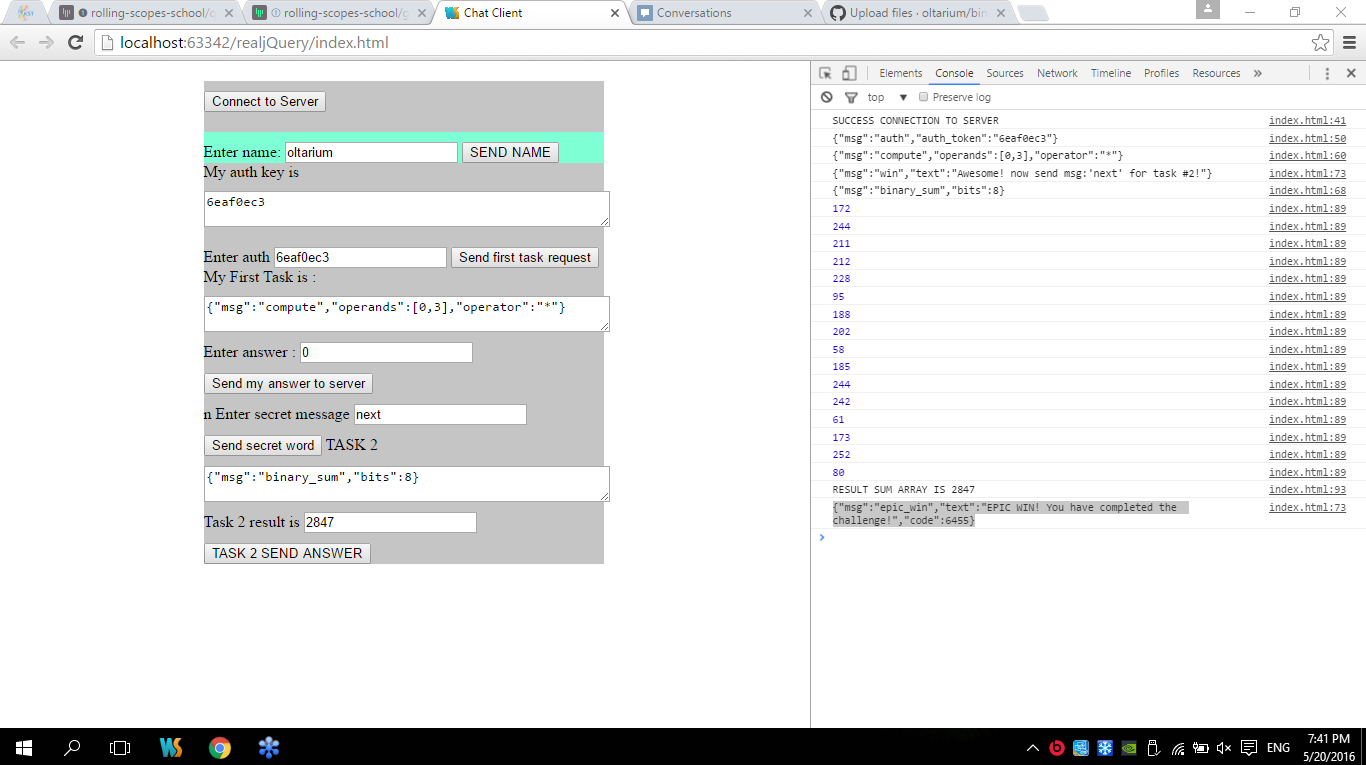 rolling-scopes-school/o
rolling-scopes-school/g
Chat Client
Conversations
Upload files · oltarium/bin
localhost:63342/realjQuery/index.html
Connect to Server
Enter name: oltarium SEND NAME
My auth key is
6eaf0ec3
Enter auth 6eaf0ec3 Send first task request
My First Task is :
{"msg":"compute","operands":[0,3],"operator":"*"}
Enter answer : 0
Send my answer to server
n Enter secret message next
Send secret word TASK 2
{"msg":"binary_sum","bits":8}
Task 2 result is 2847
TASK 2 SEND ANSWER
Elements Console Sources Network Timeline Profiles Resources »
top ▼ Preserve log
SUCCESS CONNECTION TO SERVER index.html:41
{"msg":"auth","auth_token":"6eaf0ec3"} index.html:50
{"msg":"compute","operands":[0,3],"operator":"*"} index.html:60
{"msg":"win","text":"Awesome! now send msg:'next' for task #2!"} index.html:73
{"msg":"binary_sum","bits":8} index.html:68
172 index.html:89
244 index.html:89
211 index.html:89
212 index.html:89
228 index.html:89
95 index.html:89
188 index.html:89
202 index.html:89
58 index.html:89
185 index.html:89
244 index.html:89
242 index.html:89
61 index.html:89
173 index.html:89
252 index.html:89
80 index.html:89
RESULT SUM ARRAY IS 2847 index.html:93
{"msg":"epic_win","text":"EPIC WIN! You have completed the index.html:73
challenge!","code":6455}
WS
ENG
7:41 PM
5/20/2016